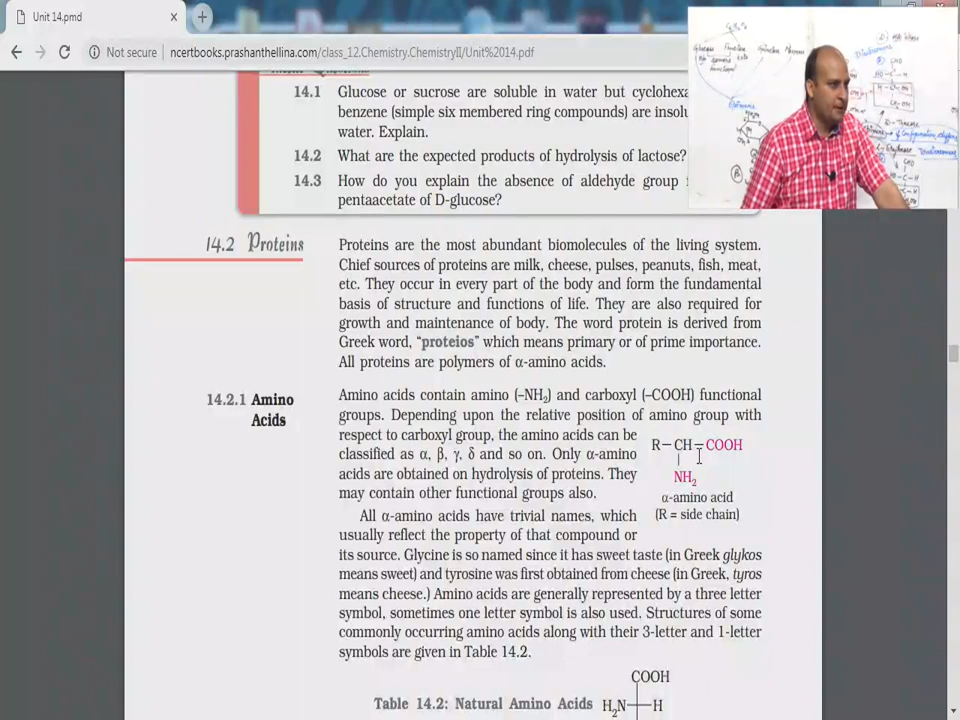 Unit 14.pmd
Not secure | ncertbooks.prashanthellina.com/class_12.Chemistry.ChemistryII/Unit%2014.pdf
14.1 Glucose or sucrose are soluble in water but
benzene (simple six membered ring compounds) are
water. Explain.
14.2 What are the expected products of hydrolysis of lactose?
14.3 How do you explain the absence of aldehyde group
pentaacetate of D-glucose?
14.2 Proteins
Proteins are the most abundant biomolecules of the living system.
Chief sources of proteins are milk, cheese, pulses, peanuts, fish, meat,
etc. They occur in every part of the body and form the fundamental
basis of structure and functions of life. They are also required for
growth and maintenance of body. The word protein is derived from
Greek word, “proteios” which means primary or of prime importance.
All proteins are polymers of α-amino acids.
14.2.1 Amino
Acids
Amino acids contain amino (–NH₂) and carboxyl (–COOH) functional
groups. Depending upon the relative position of amino group with
respect to carboxyl group, the amino acids can be
classified as α, β, γ, δ and so on. Only α-amino
acids are obtained on hydrolysis of proteins. They
may contain other functional groups also.
R–CH–COOH
NH₂
α-amino acid
(R = side chain)
All α-amino acids have trivial names, which
usually reflect the property of that compound or
its source. Glycine is so named since it has sweet taste (in Greek glykos
means sweet) and tyrosine was first obtained from cheese (in Greek, tyros
means cheese.) Amino acids are generally represented by a three letter
symbol, sometimes one letter symbol is also used. Structures of some
commonly occurring amino acids along with their 3-letter and 1-letter
symbols are given in Table 14.2.
COOH
Table 14.2: Natural Amino Acids H₂N–H